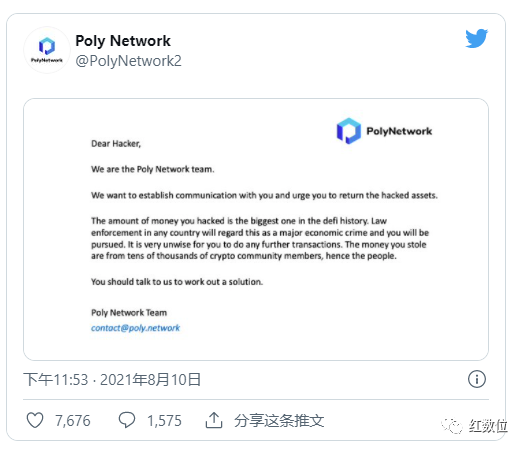 Poly Network
@PolyNetwork2
PolyNetwork
PolyNetwork
Dear Hacker,
We are the Poly Network team.
We want to establish communication with you and urge you to return the hacked assets.
The amount of money you hacked is the biggest one in the defi history. Law
enforcement in any country will regard this as a major economic crime and you will be
pursued. It is very unwise for you to do any further transactions. The money you stole
are from tens of thousands of crypto community members, hence the people.
You should talk to us to work out a solution.
Poly Network Team
contact@poly.network
下午11:53 · 2021年8月10日
7,676 1,575 分享这条推文
红数位